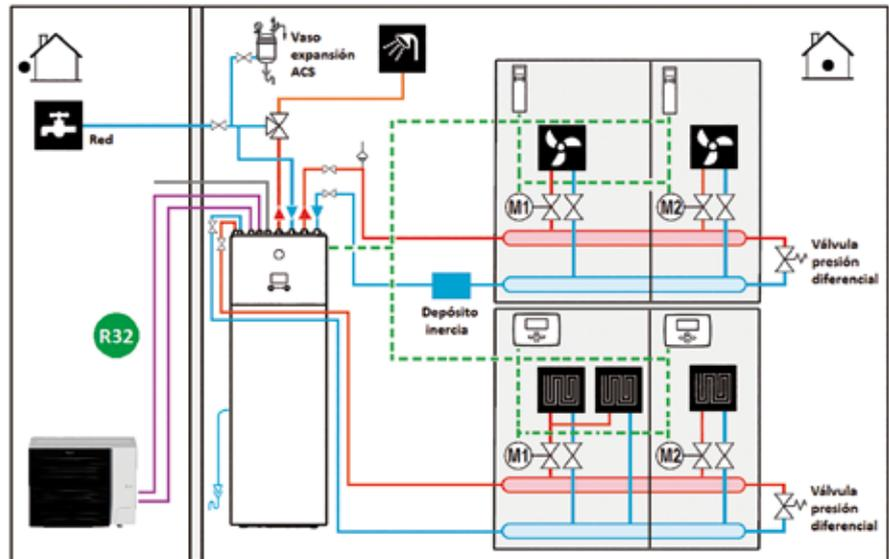 Vaso
expansión
ACS
Red
R32
M1
M2
Válvula
presión
diferencial
Depósito
inercia
M1
M2
Válvula
presión
diferencial